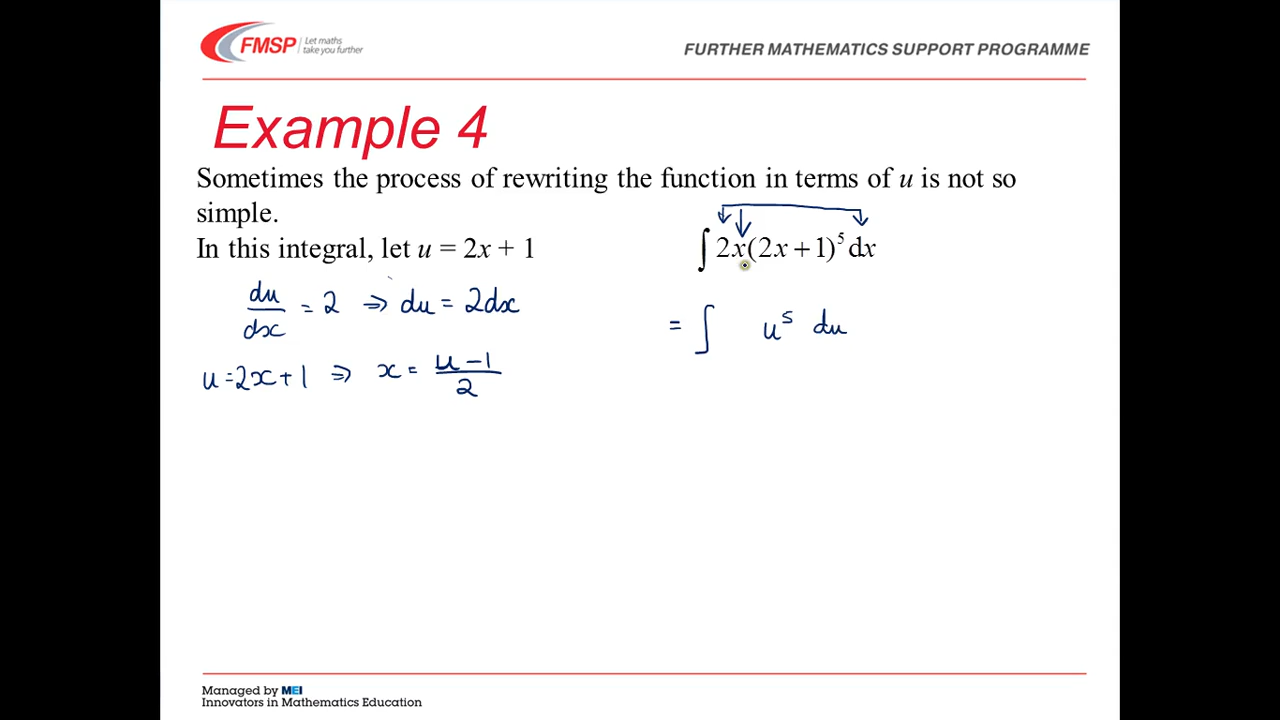 FMSP Let maths
take you further
FURTHER MATHEMATICS SUPPORT PROGRAMME
Example 4
Sometimes the process of rewriting the function in terms of u is not so
simple.
In this integral, let u = 2x + 1
∫ 2x(2x + 1)⁵ dx
du/dx = 2 ⇒ du = 2dx
= ∫ u⁵ du
u = 2x + 1 ⇒ x = (u − 1)/2
Managed by MEI
Innovators in Mathematics Education